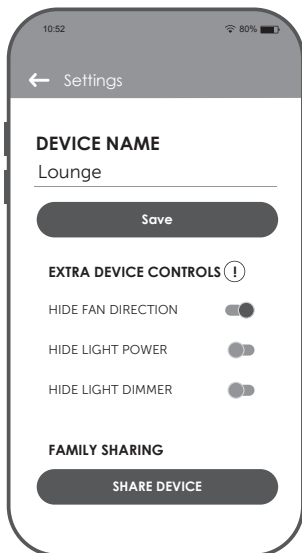 10:52 80%
Settings
DEVICE NAME
Lounge
Save
EXTRA DEVICE CONTROLS !
HIDE FAN DIRECTION
HIDE LIGHT POWER
HIDE LIGHT DIMMER
FAMILY SHARING
SHARE DEVICE